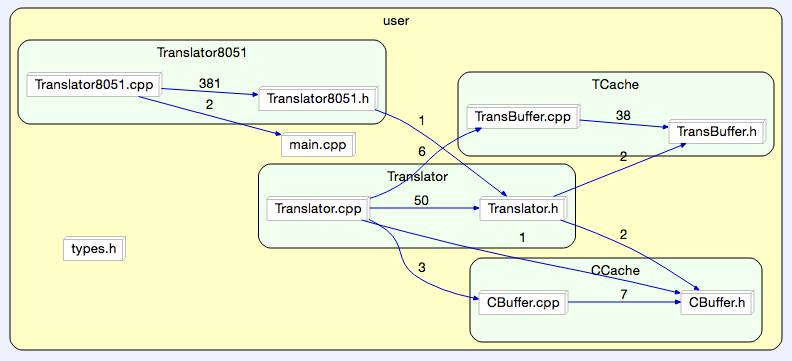 user
Translator8051
Translator8051.cpp
381
Translator8051.h
2
main.cpp
1
TCache
TransBuffer.cpp
38
TransBuffer.h
6
2
Translator
Translator.cpp
50
Translator.h
types.h
1
2
3
CCache
CBuffer.cpp
7
CBuffer.h